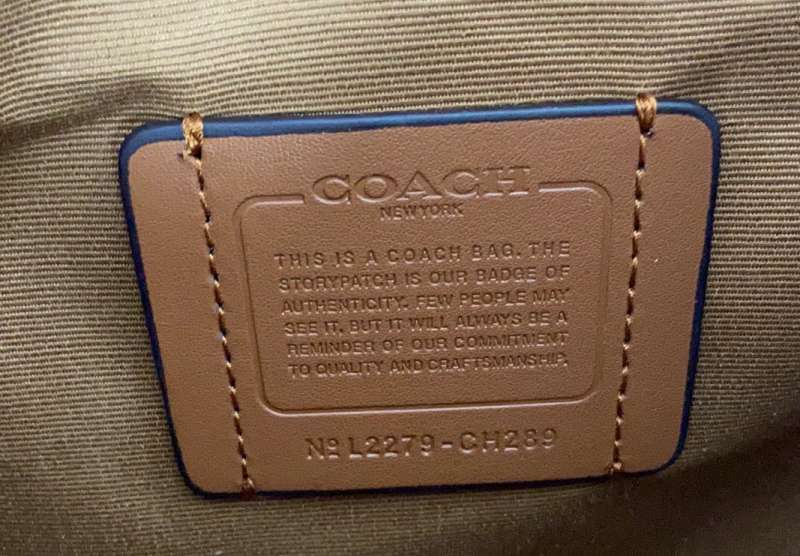 COACH
NEW YORK
THIS IS A COACH BAG. THE
STORYPATCH IS OUR BADGE OF
AUTHENTICITY. FEW PEOPLE MAY
SEE IT, BUT IT WILL ALWAYS BE A
REMINDER OF OUR COMMITMENT
TO QUALITY AND CRAFTSMANSHIP.
Nº L2279-CH289